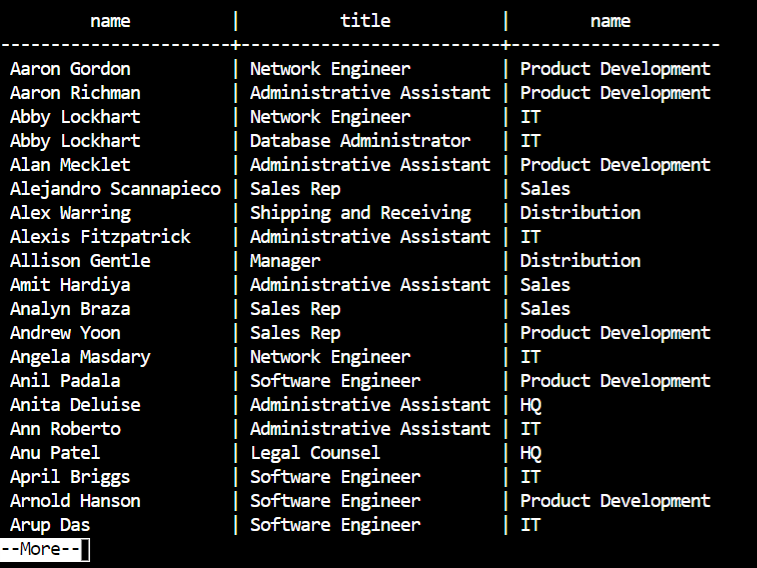 name | title | name
-----------------------+--------------------------+---------------------
Aaron Gordon | Network Engineer | Product Development
Aaron Richman | Administrative Assistant | Product Development
Abby Lockhart | Network Engineer | IT
Abby Lockhart | Database Administrator | IT
Alan Mecklet | Administrative Assistant | Product Development
Alejandro Scannapieco | Sales Rep | Sales
Alex Warring | Shipping and Receiving | Distribution
Alexis Fitzpatrick | Administrative Assistant | IT
Allison Gentle | Manager | Distribution
Amit Hardiya | Administrative Assistant | Sales
Analyn Braza | Sales Rep | Sales
Andrew Yoon | Sales Rep | Product Development
Angela Masdary | Network Engineer | IT
Anil Padala | Software Engineer | Product Development
Anita Deluise | Administrative Assistant | HQ
Ann Roberto | Administrative Assistant | IT
Anu Patel | Legal Counsel | HQ
April Briggs | Software Engineer | IT
Arnold Hanson | Software Engineer | Product Development
Arup Das | Software Engineer | IT
--More--